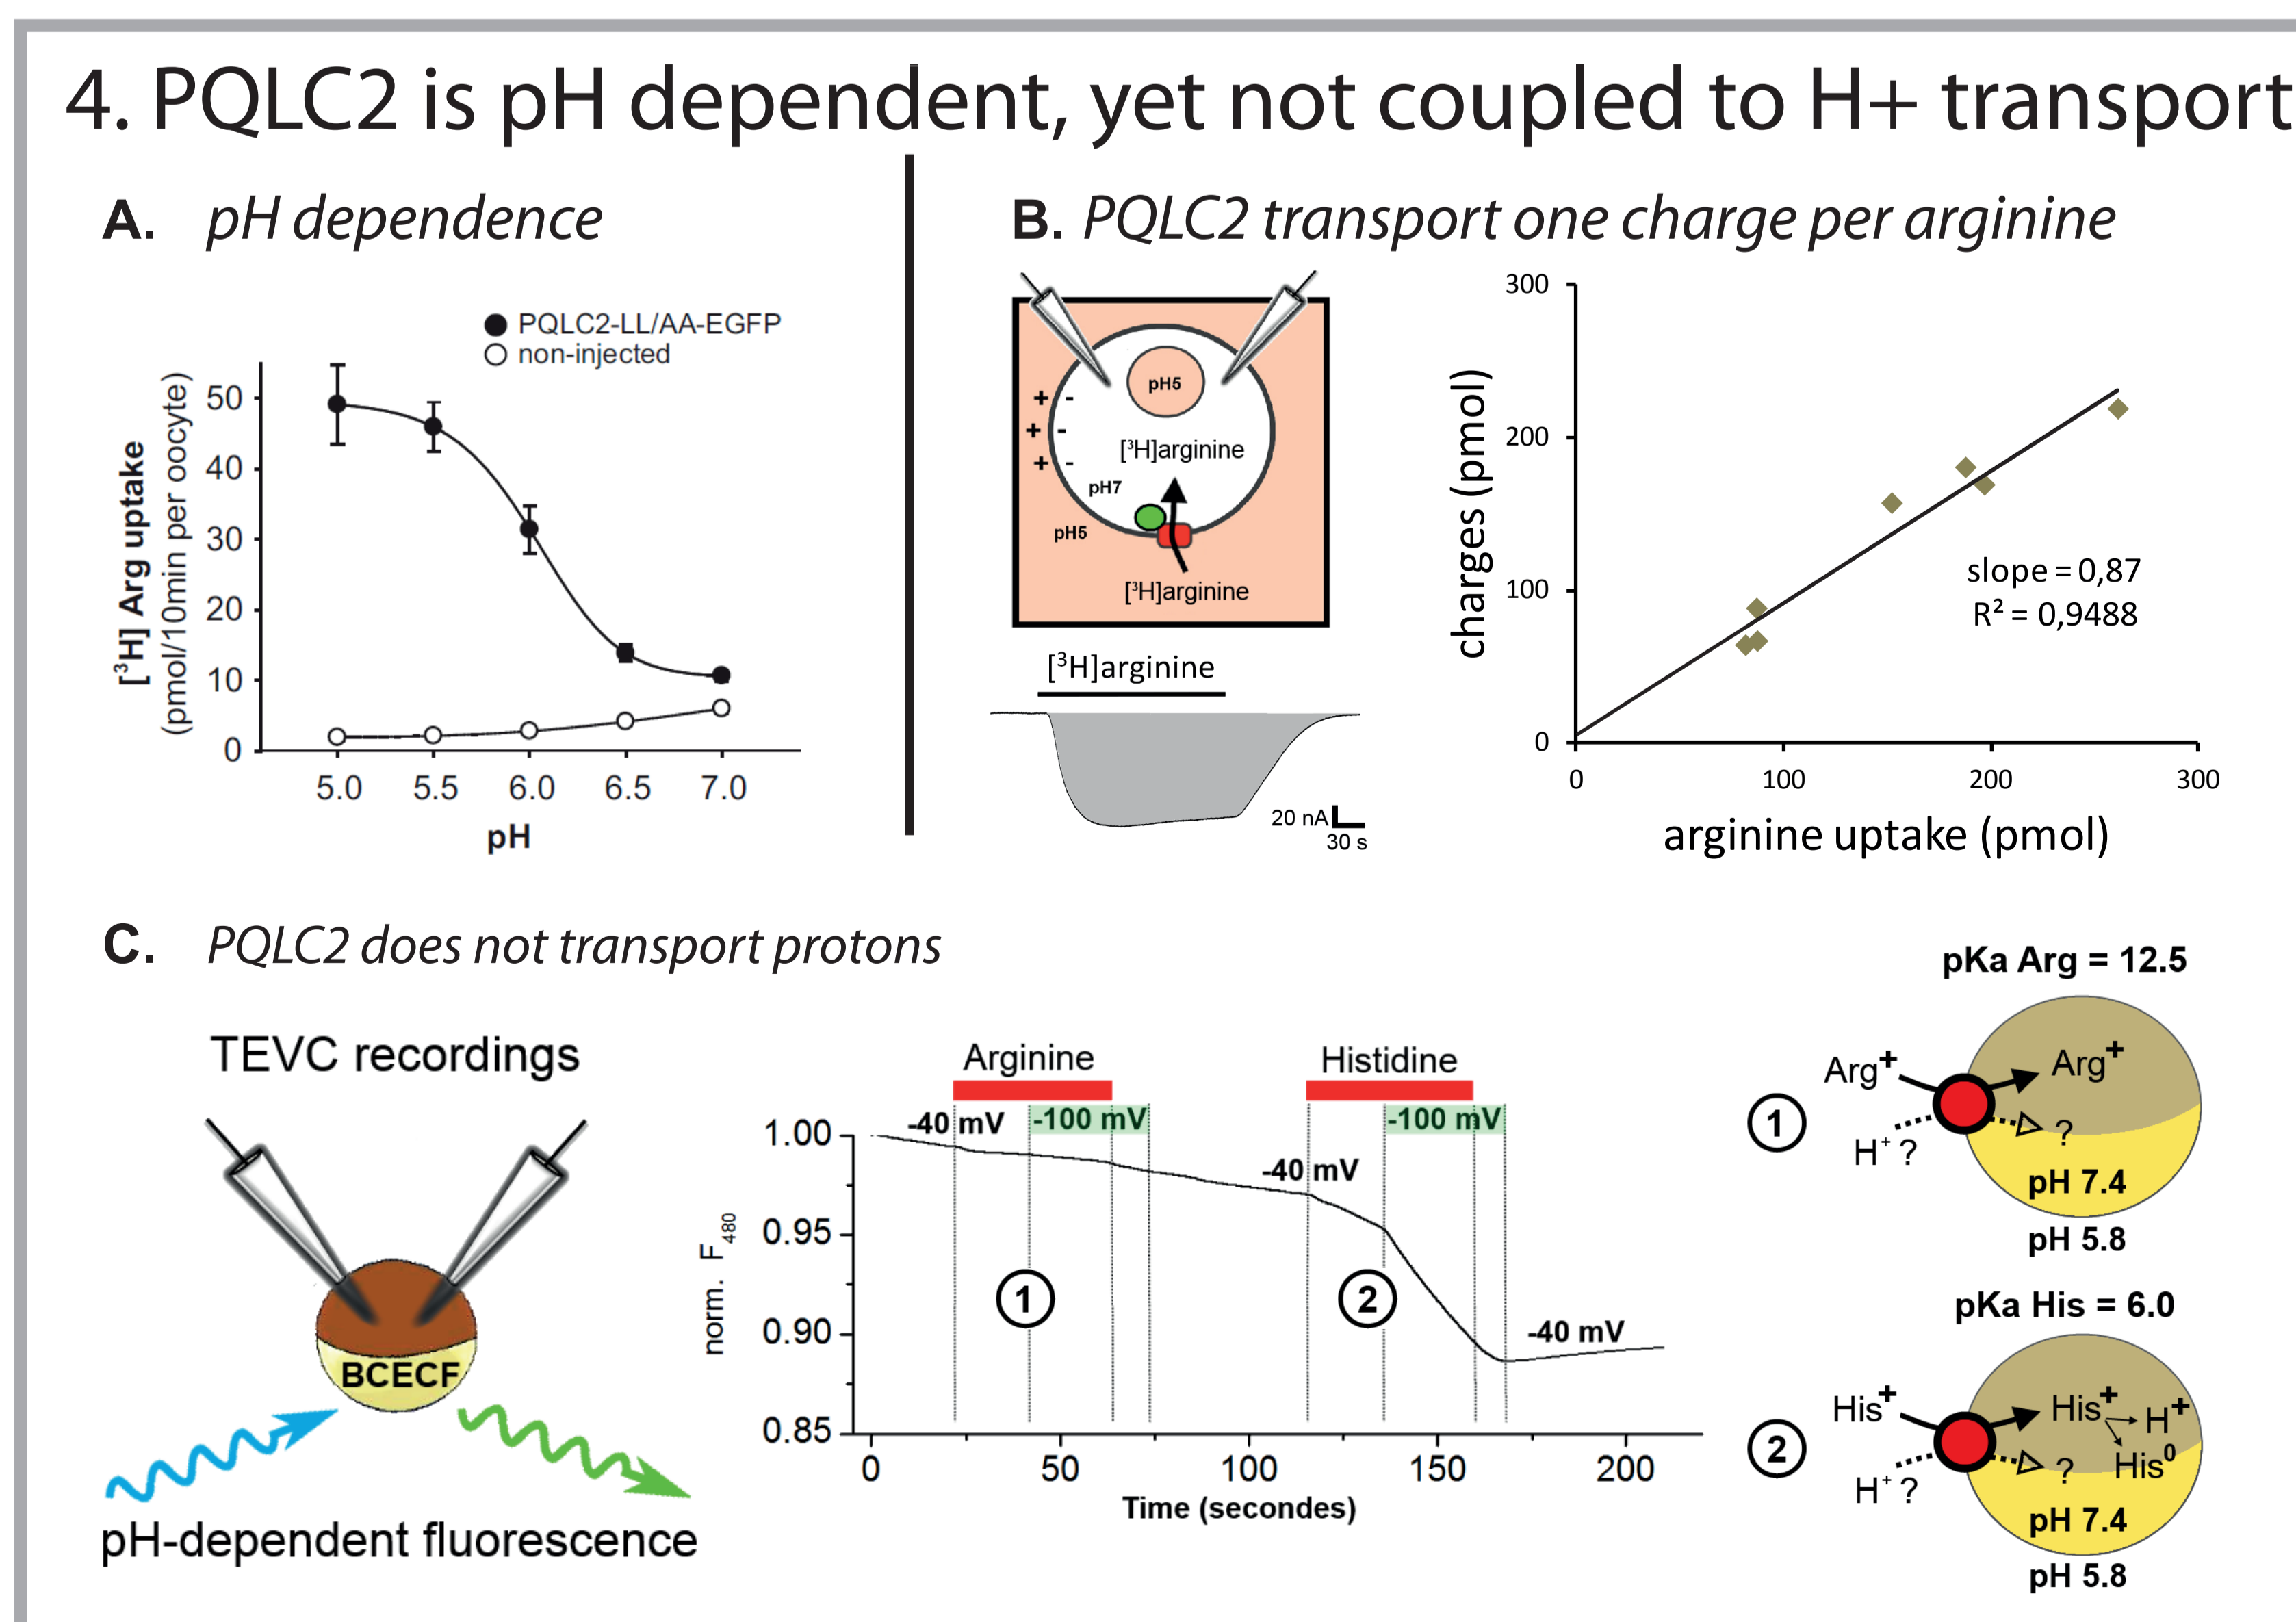 4. PQLC2 is pH dependent, yet not coupled to H+ transport
A. pH dependence
PQLC2-LL/AA-EGFP
non-injected
[³H] Arg uptake
(pmol/10min per oocyte)
50
40
30
20
10
0
5.0 5.5 6.0 6.5 7.0
pH
B. PQLC2 transport one charge per arginine
pH5
+ -
+ -
+ -
[³H]arginine
pH7
pH5
[³H]arginine
[³H]arginine
20 nA
30 s
charges (pmol)
300
200
100
0
slope = 0,87
R² = 0,9488
0 100 200 300
arginine uptake (pmol)
C. PQLC2 does not transport protons
TEVC recordings
BCECF
pH-dependent fluorescence
Arginine Histidine
-40 mV -100 mV -100 mV
-40 mV
-40 mV
1 2
norm. F₄₈₀
1.00
0.95
0.90
0.85
0 50 100 150 200
Time (secondes)
pKa Arg = 12.5
1
Arg⁺ Arg⁺
H⁺ ? ?
pH 7.4
pH 5.8
pKa His = 6.0
2
His⁺ His⁺ H⁺
His⁰
H⁺ ? ?
pH 7.4
pH 5.8